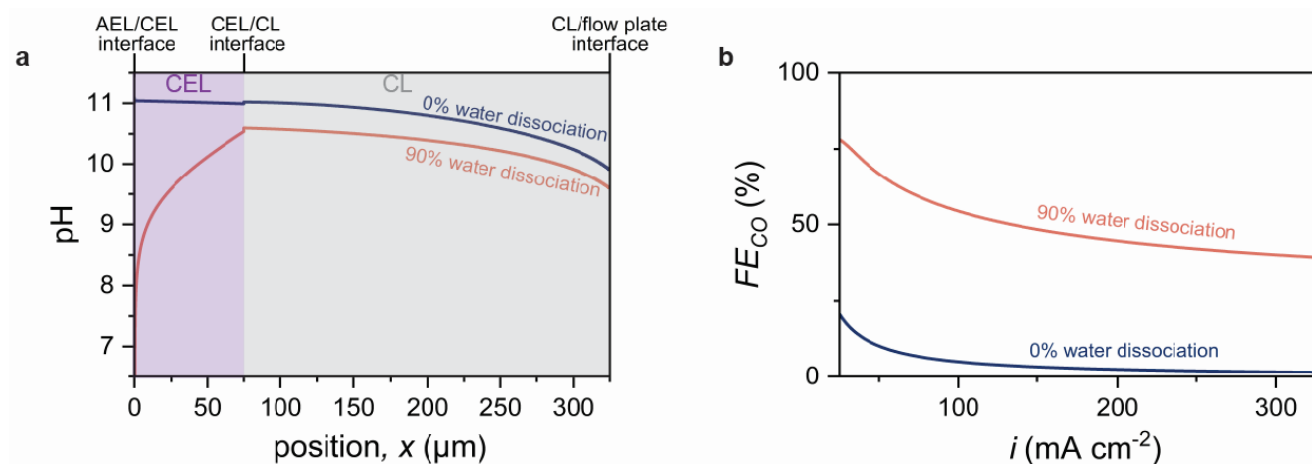 AEL/CEL
interface
CEL/CL
interface
CL/flow plate
interface
a
CEL
CL
0% water dissociation
90% water dissociation
11
10
9
8
7
pH
0
50
100
150
200
250
300
position, x (μm)
b
100
50
0
FE_CO (%)
90% water dissociation
0% water dissociation
100
200
300
i (mA cm⁻²)